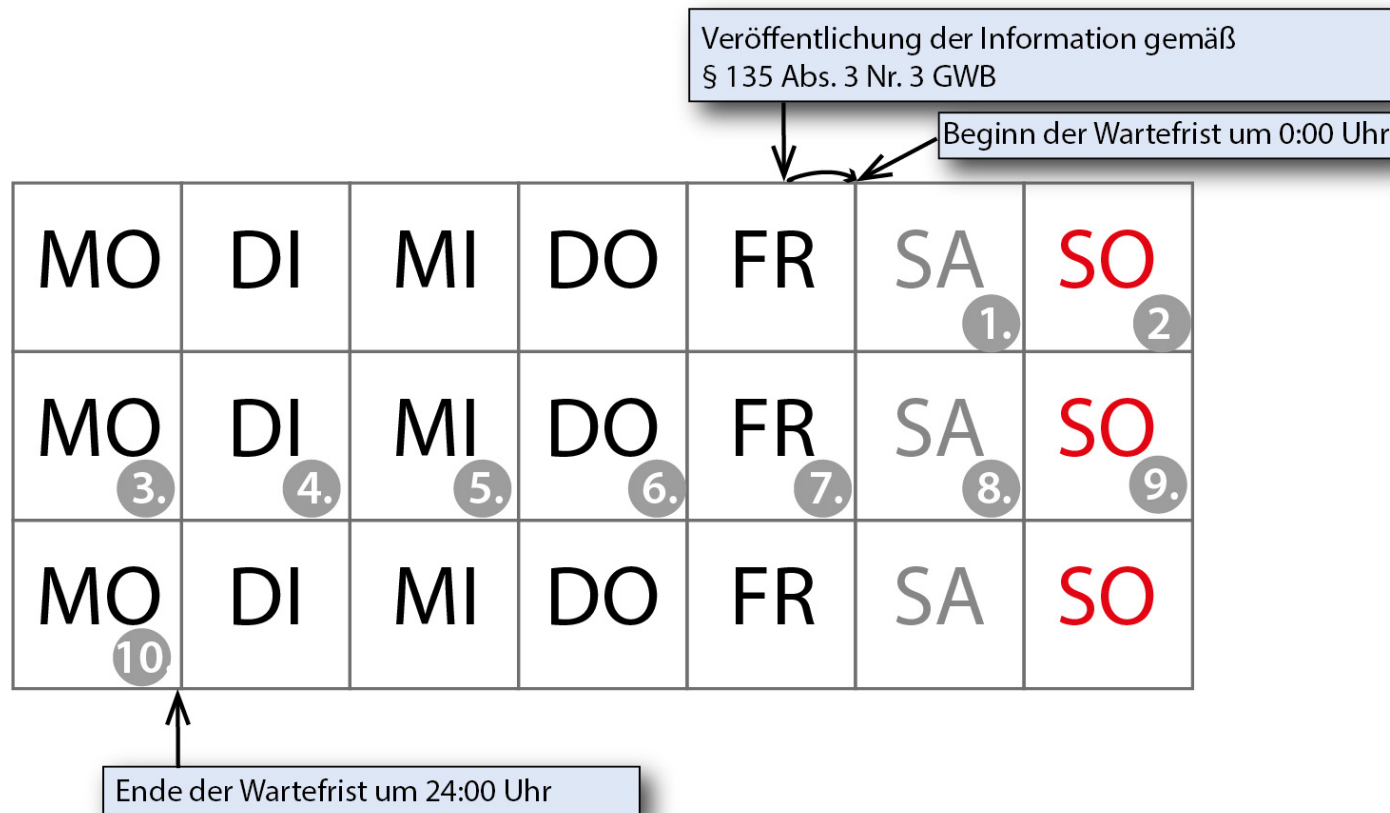 Veröffentlichung der Information gemäß
§ 135 Abs. 3 Nr. 3 GWB
Beginn der Wartefrist um 0:00 Uhr
MO DI MI DO FR SA SO
1. 2
MO DI MI DO FR SA SO
3. 4. 5. 6. 7. 8. 9.
MO DI MI DO FR SA SO
10.
Ende der Wartefrist um 24:00 Uhr